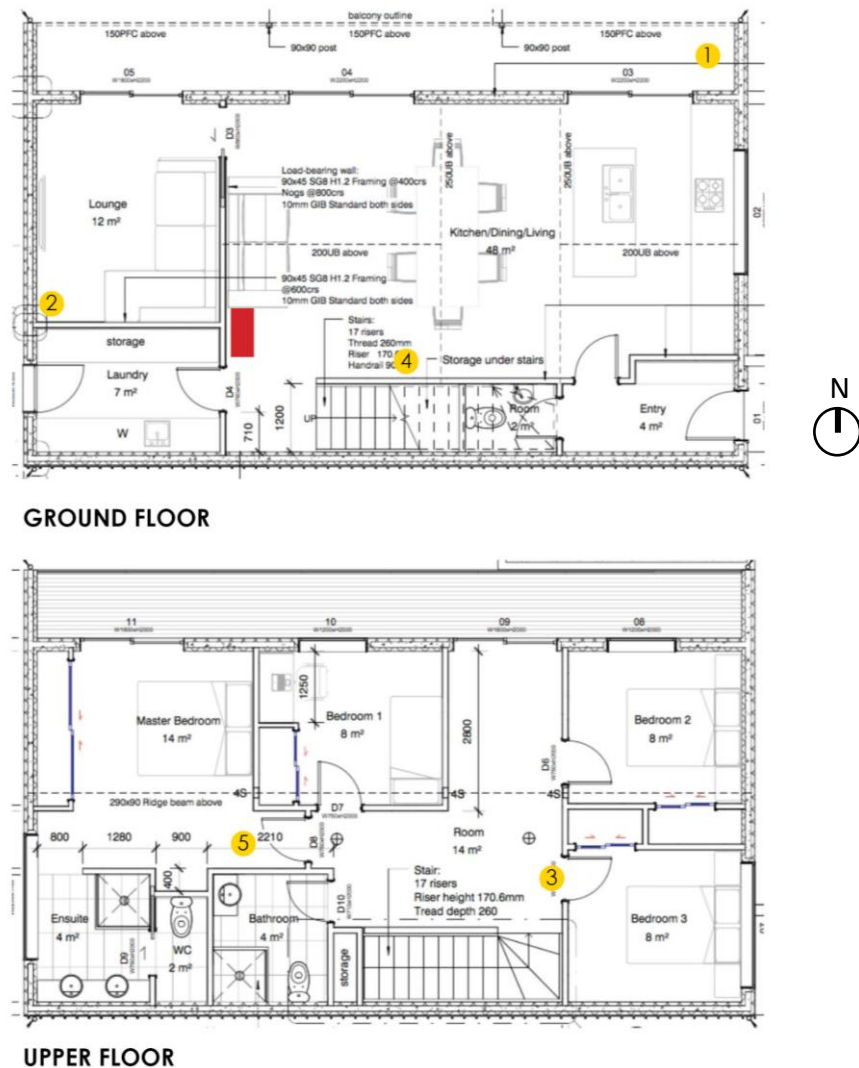 balcony outline
150PFC above
150PFC above
150PFC above
90x90 post
90x90 post
1
05
04
03
D3
Load-bearing wall:
90x45 SG8 H1.2 Framing @400crs
Nogs @800crs
10mm GIB Standard both sides
250UB above
250UB above
Lounge
12 m²
Kitchen/Dining/Living
48 m²
02
200UB above
200UB above
90x45 SG8 H1.2 Framing
@600crs
10mm GIB Standard both sides
2
storage
Stairs:
17 risers
Thread 260mm
Riser 170.
Handrail 90
4
Storage under stairs
Laundry
7 m²
D4
W
710
1200
UP
Room
2 m²
Entry
4 m²
01
N
GROUND FLOOR
11
10
09
08
Master Bedroom
14 m²
1250
Bedroom 1
8 m²
2800
Bedroom 2
8 m²
D6
4S
4S
4S
290x90 Ridge beam above
D7
D8
Room
14 m²
800
1280
900
5
2210
400
3
Stair:
17 risers
Riser height 170.6mm
Tread depth 260
Ensuite
4 m²
D9
WC
2 m²
Bathroom
4 m²
D10
storage
Bedroom 3
8 m²
UPPER FLOOR